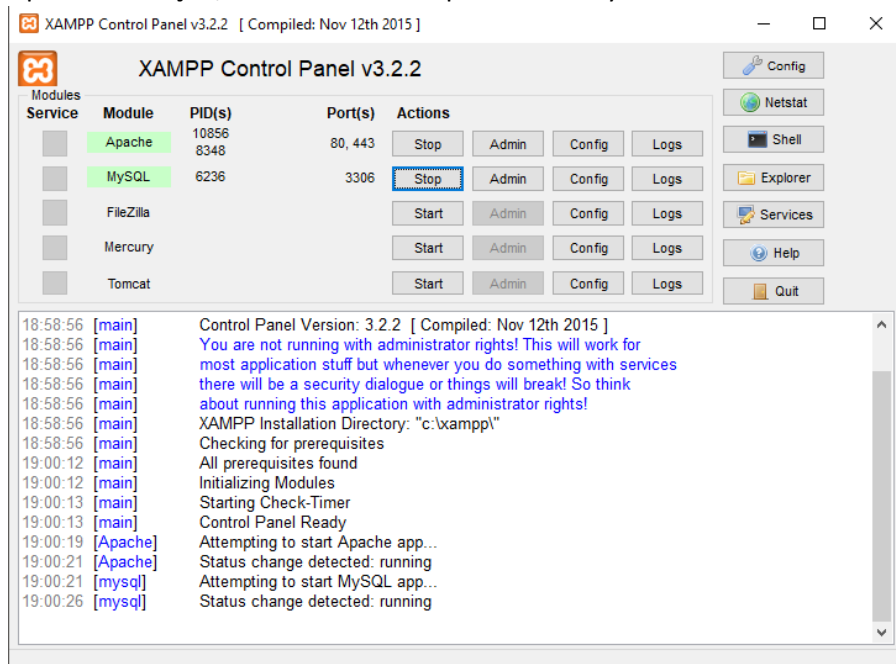 XAMPP Control Panel v3.2.2 [ Compiled: Nov 12th 2015 ]
XAMPP Control Panel v3.2.2
Modules
Service Module PID(s) Port(s) Actions
Apache 10856 8348 80, 443 Stop Admin Config Logs
MySQL 6236 3306 Stop Admin Config Logs
FileZilla Start Admin Config Logs
Mercury Start Admin Config Logs
Tomcat Start Admin Config Logs
Config
Netstat
Shell
Explorer
Services
Help
Quit
18:58:56 [main] Control Panel Version: 3.2.2 [ Compiled: Nov 12th 2015 ]
18:58:56 [main] You are not running with administrator rights! This will work for
18:58:56 [main] most application stuff but whenever you do something with services
18:58:56 [main] there will be a security dialogue or things will break! So think
18:58:56 [main] about running this application with administrator rights!
18:58:56 [main] XAMPP Installation Directory: "c:\xampp\"
18:58:56 [main] Checking for prerequisites
19:00:12 [main] All prerequisites found
19:00:12 [main] Initializing Modules
19:00:13 [main] Starting Check-Timer
19:00:13 [main] Control Panel Ready
19:00:19 [Apache] Attempting to start Apache app...
19:00:21 [Apache] Status change detected: running
19:00:21 [mysql] Attempting to start MySQL app...
19:00:26 [mysql] Status change detected: running